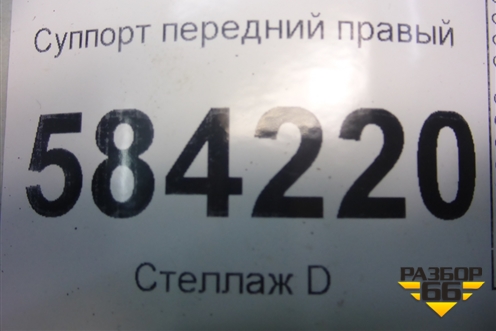 Суппорт передний правый
584220
Стеллаж D
РАЗБОР
66